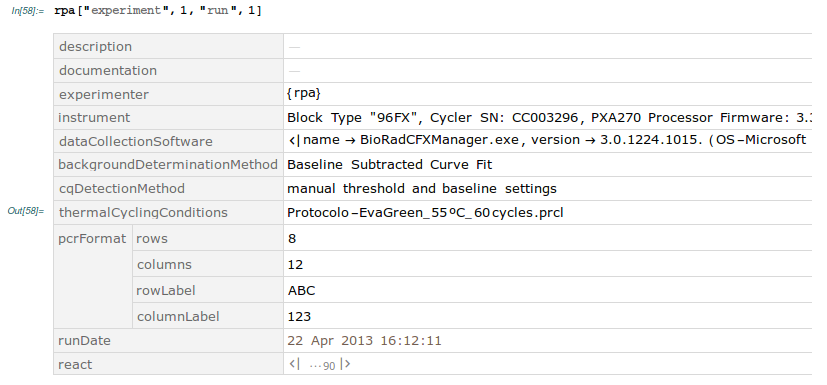 In[58]:= rpa["experiment", 1, "run", 1]
description —
documentation —
experimenter {rpa}
instrument Block Type "96FX", Cycler SN: CC003296, PXA270 Processor Firmware: 3.3
dataCollectionSoftware <|name → BioRadCFXManager.exe, version → 3.0.1224.1015. (OS-Microsoft
backgroundDeterminationMethod Baseline Subtracted Curve Fit
cqDetectionMethod manual threshold and baseline settings
Out[58]= thermalCyclingConditions Protocolo-EvaGreen_55ºC_60cycles.prcl
pcrFormat rows 8
columns 12
rowLabel ABC
columnLabel 123
runDate 22 Apr 2013 16:12:11
react <| …90 |>